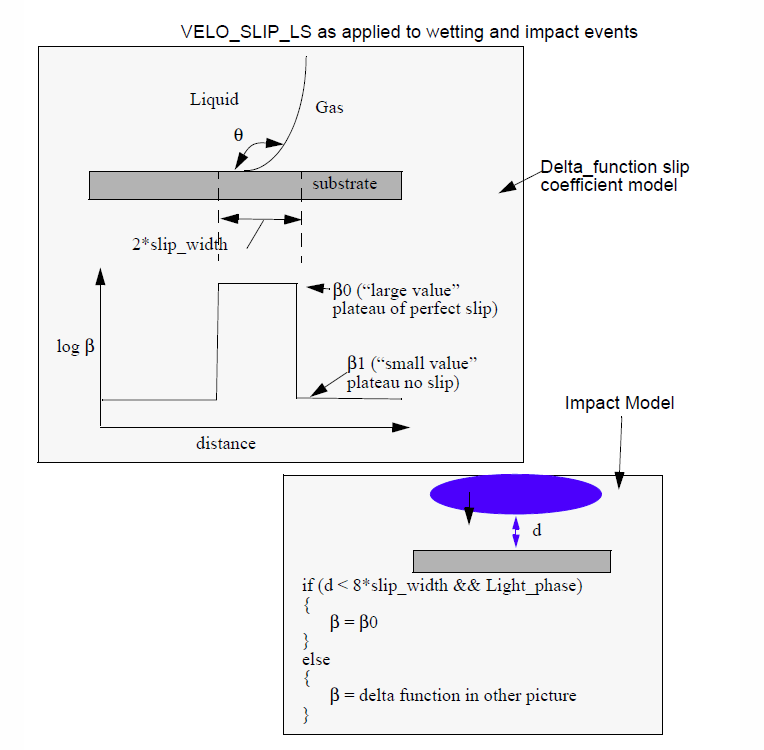 VELO_SLIP_LS as applied to wetting and impact events
Liquid
Gas
θ
substrate
Delta_function slip
coefficient model
2*slip_width
β0 (“large value”
plateau of perfect slip)
log β
β1 (“small value”
plateau no slip)
distance
Impact Model
d
if (d < 8*slip_width && Light_phase)
{
β = β0
}
else
{
β = delta function in other picture
}